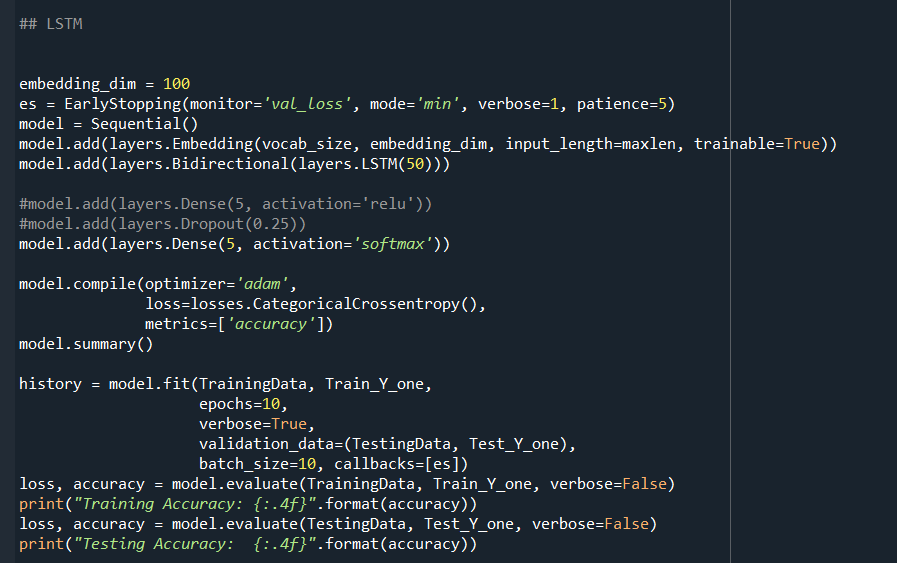 ## LSTM
embedding_dim = 100
es = EarlyStopping(monitor='val_loss', mode='min', verbose=1, patience=5)
model = Sequential()
model.add(layers.Embedding(vocab_size, embedding_dim, input_length=maxlen, trainable=True))
model.add(layers.Bidirectional(layers.LSTM(50)))
#model.add(layers.Dense(5, activation='relu'))
#model.add(layers.Dropout(0.25))
model.add(layers.Dense(5, activation='softmax'))
model.compile(optimizer='adam',
              loss=losses.CategoricalCrossentropy(),
              metrics=['accuracy'])
model.summary()
history = model.fit(TrainingData, Train_Y_one,
                    epochs=10,
                    verbose=True,
                    validation_data=(TestingData, Test_Y_one),
                    batch_size=10, callbacks=[es])
loss, accuracy = model.evaluate(TrainingData, Train_Y_one, verbose=False)
print("Training Accuracy: {:.4f}".format(accuracy))
loss, accuracy = model.evaluate(TestingData, Test_Y_one, verbose=False)
print("Testing Accuracy:  {:.4f}".format(accuracy))